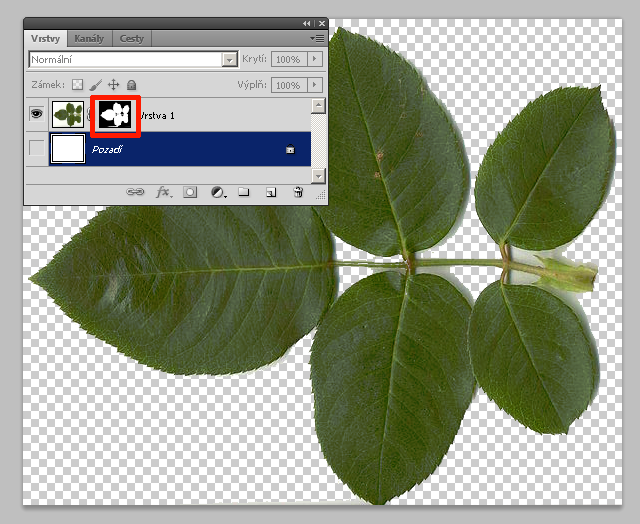 Vrstvy Kanály Cesty
Normální Krytí: 100%
Zámek: Výplň: 100%
Vrstva 1
Pozadí
fx.